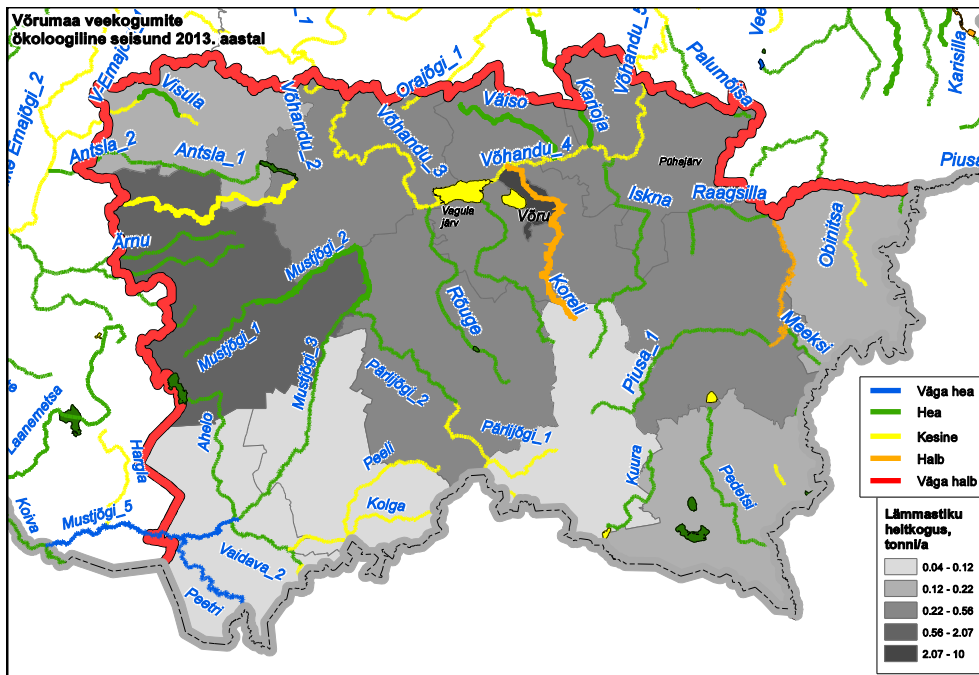 Võrumaa veekogumite
ökoloogiline seisund 2013. aastal
V-Emajõgi_2
Visula
Antsla_2
Antsla_1
Võhandu_2
Võhandu_3
Orajõgi_1
Väiso
Karioja
Võhandu_5
Palumõisa
Vee
Karisilla
Piusa
Võhandu_4
Pühajärv
Iskna
Raagsilla
Obinitsa
Vagula
järv
Võru
Ärnu
Mustjõgi_2
Mustjõgi_1
Mustjõgi_3
Rõuge
Koreli
Piusa_1
Meeksi
Laanemetsa
Ahelo
Hargla
Pärlijõgi_2
Pärlijõgi_1
Peeli
Kolga
Kuura
Pedetsi
Koiva
Mustjõgi_5
Vaidava_2
Peetri
Väga hea
Hea
Kesine
Halb
Väga halb
Lämmastiku
heitkogus,
tonni/a
0.04 - 0.12
0.12 - 0.22
0.22 - 0.56
0.56 - 2.07
2.07 - 10